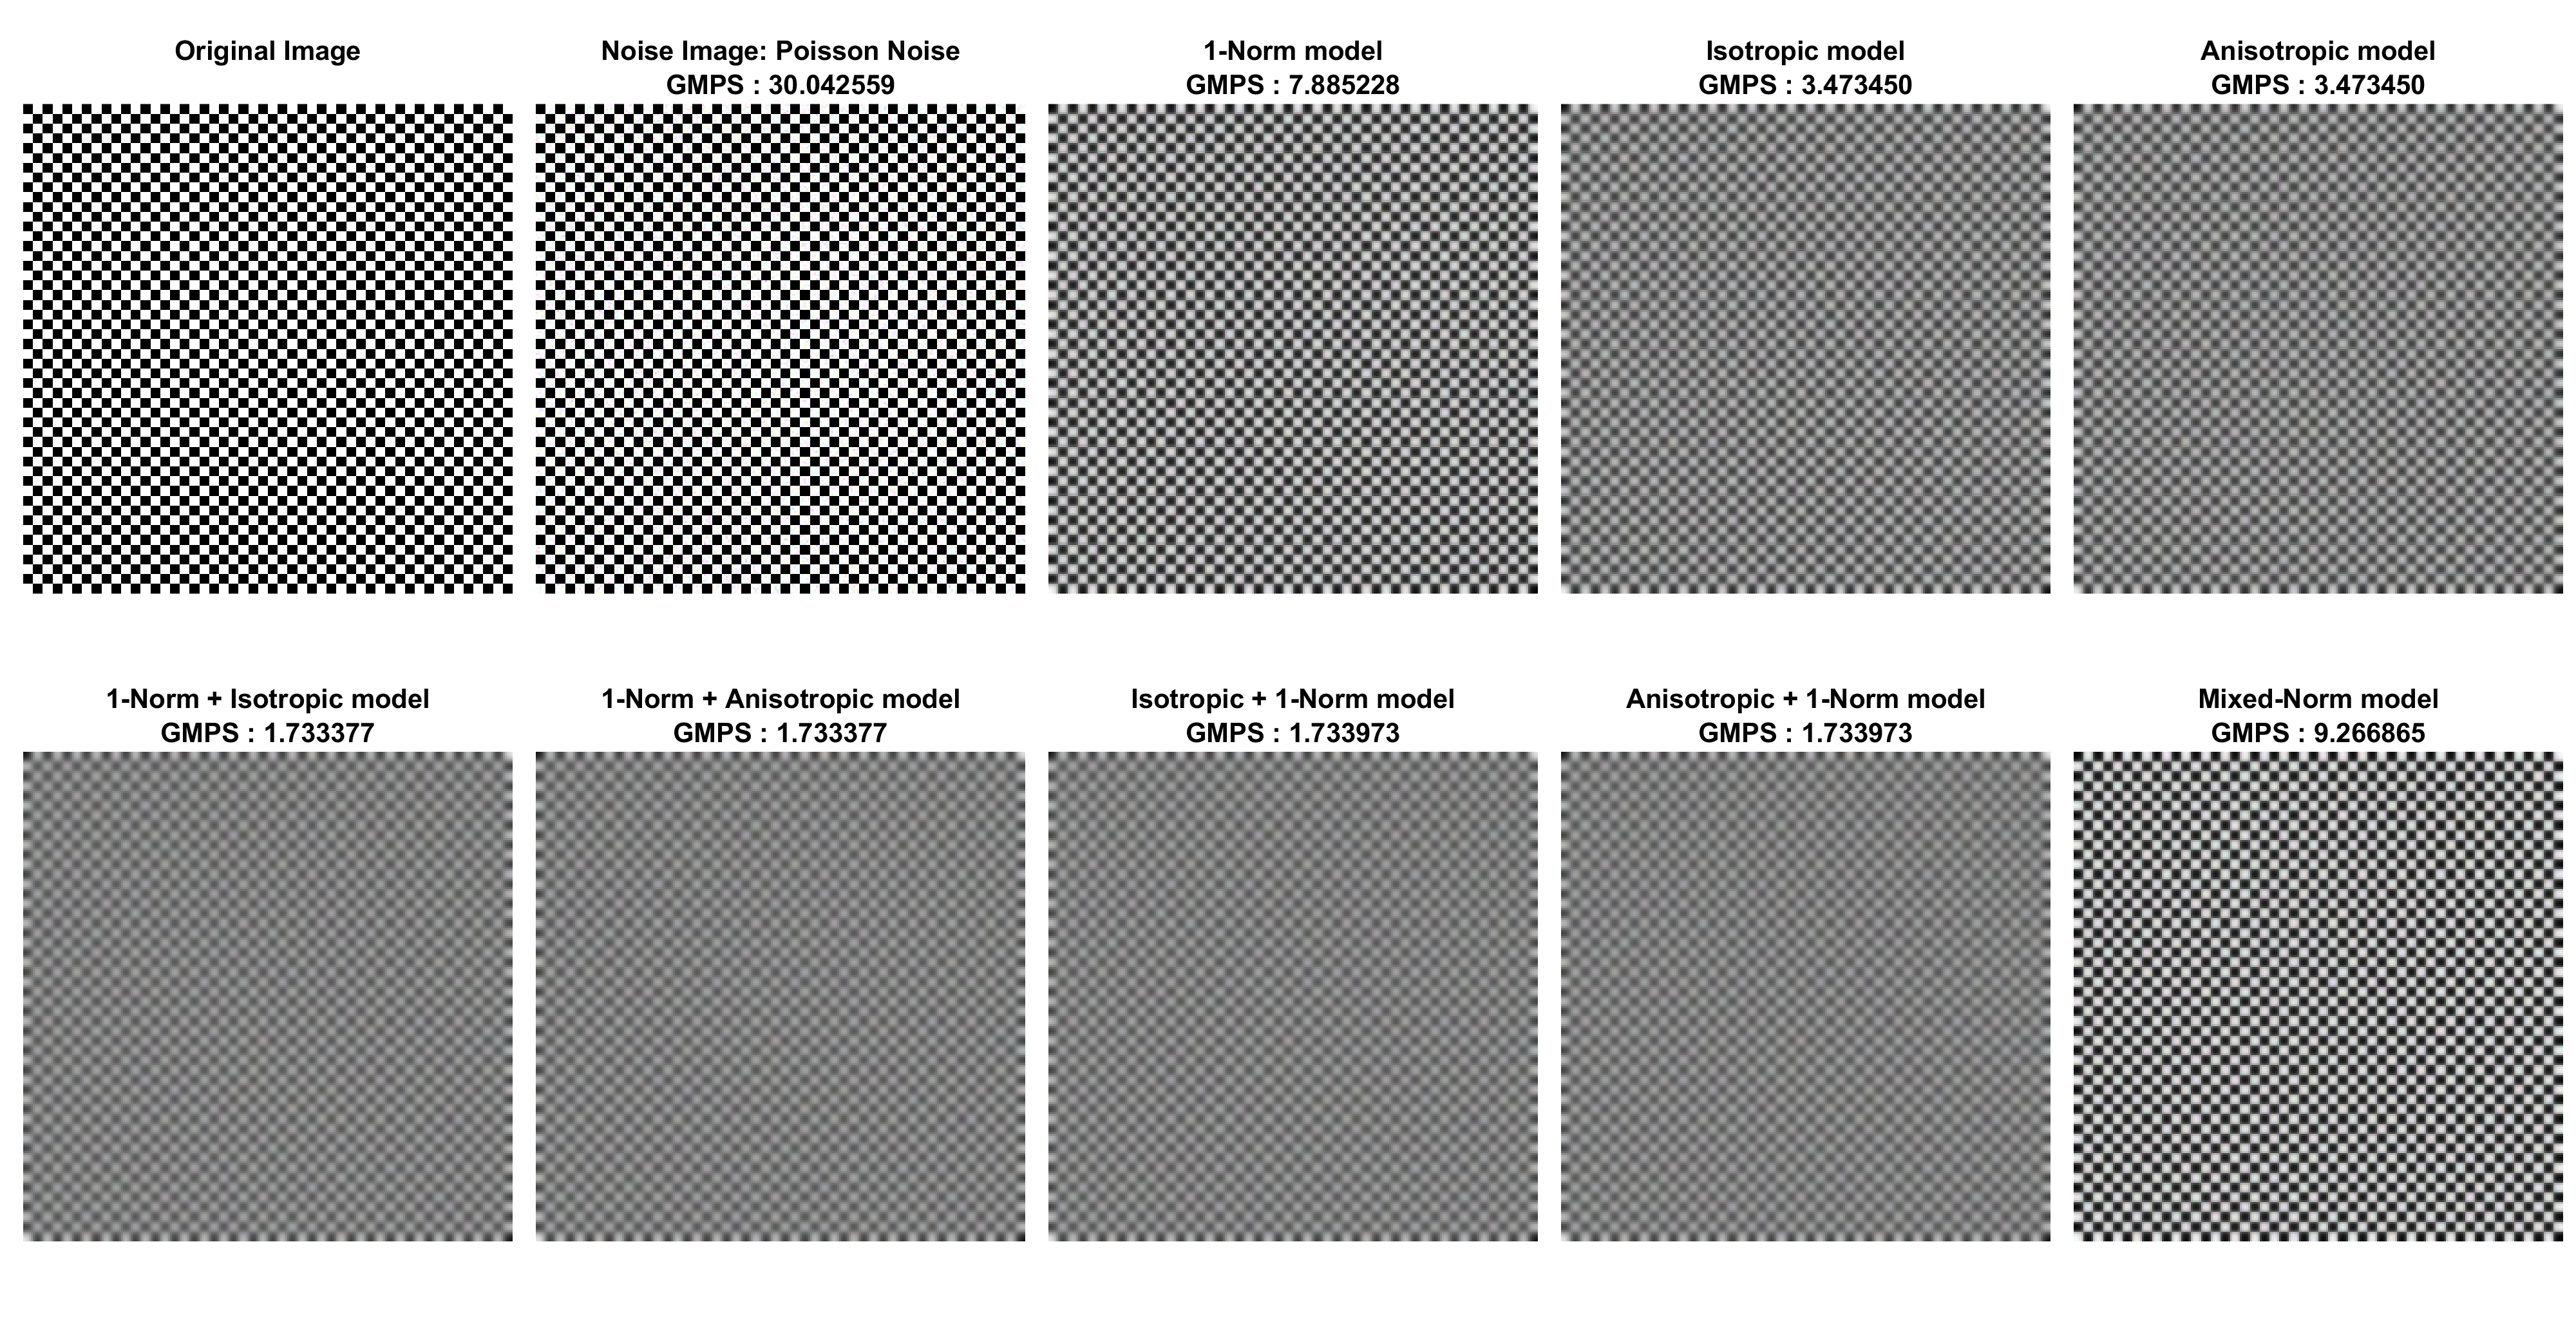 Original Image
Noise Image: Poisson Noise
GMPS : 30.042559
1-Norm model
GMPS : 7.885228
Isotropic model
GMPS : 3.473450
Anisotropic model
GMPS : 3.473450
1-Norm + Isotropic model
GMPS : 1.733377
1-Norm + Anisotropic model
GMPS : 1.733377
Isotropic + 1-Norm model
GMPS : 1.733973
Anisotropic + 1-Norm model
GMPS : 1.733973
Mixed-Norm model
GMPS : 9.266865